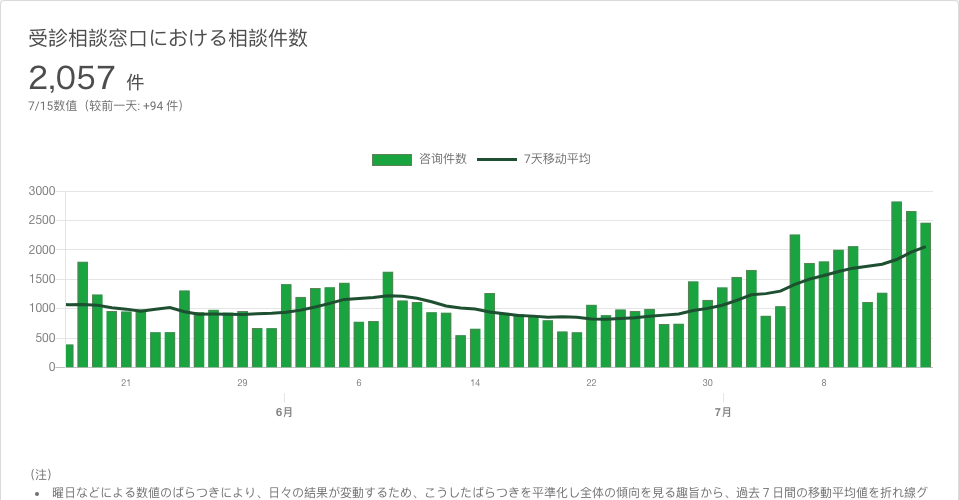 受診相談窓口における相談件数
2,057 件
7/15数值（较前一天: +94 件）
咨询件数 7天移动平均
3000
2500
2000
1500
1000
500
0
21 29 6 14 22 30 8
6月 7月
（注）
• 曜日などによる数値のばらつきにより、日々の結果が変動するため、こうしたばらつきを平準化し全体の傾向を見る趣旨から、過去７日間の移動平均値を折れ線グ